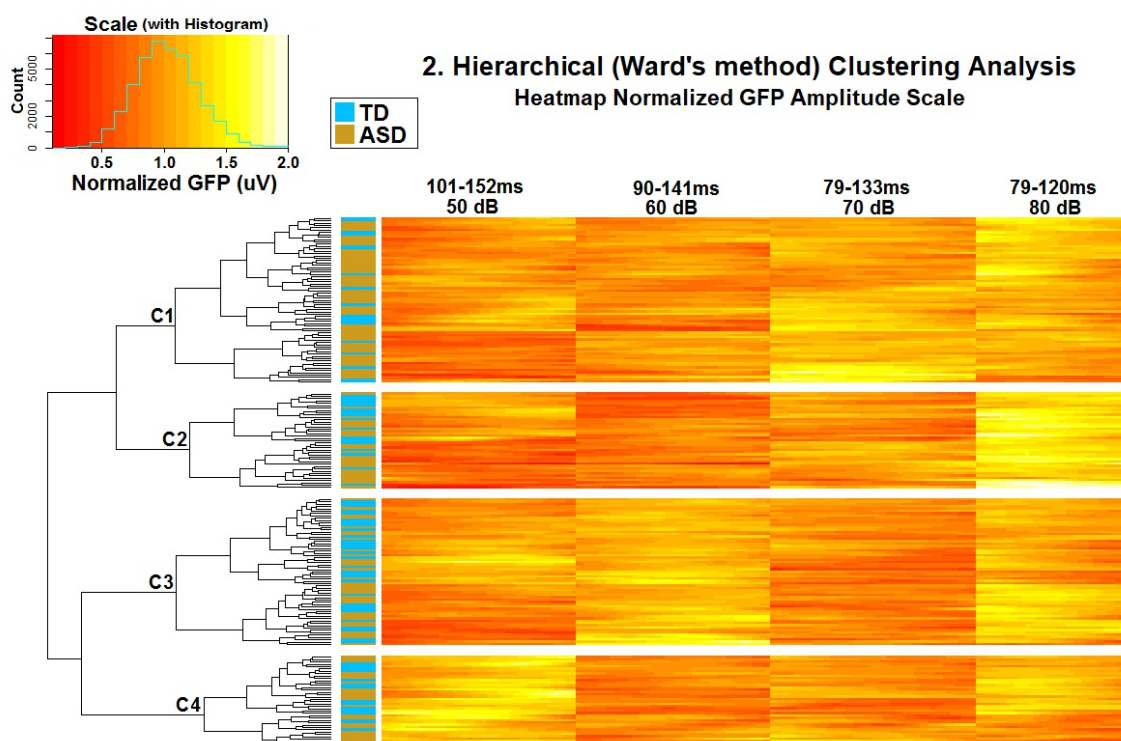 Scale (with Histogram)
Count
0 2000 5000
0.5 1.0 1.5 2.0
Normalized GFP (uV)
TD
ASD
2. Hierarchical (Ward's method) Clustering Analysis
Heatmap Normalized GFP Amplitude Scale
101-152ms 90-141ms 79-133ms 79-120ms
50 dB 60 dB 70 dB 80 dB
C1
C2
C3
C4